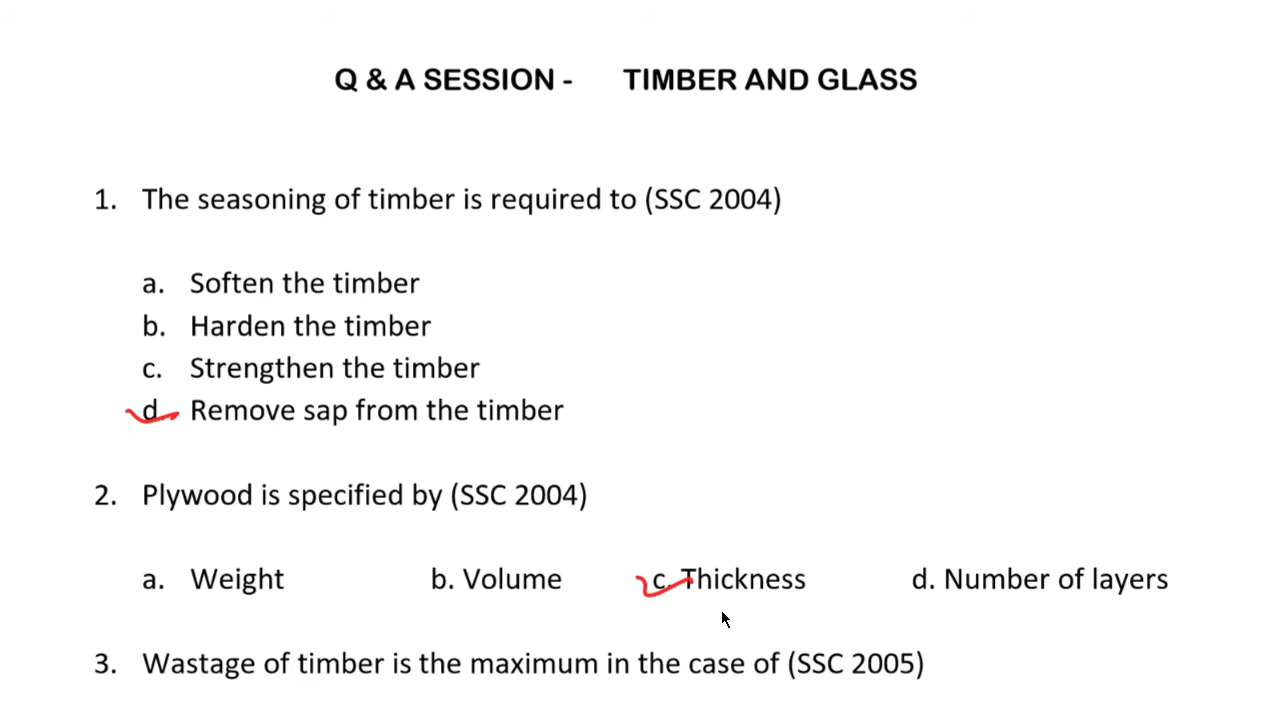 Q & A SESSION - TIMBER AND GLASS
1. The seasoning of timber is required to (SSC 2004)
a. Soften the timber
b. Harden the timber
c. Strengthen the timber
d. Remove sap from the timber
2. Plywood is specified by (SSC 2004)
a. Weight b. Volume c. Thickness d. Number of layers
3. Wastage of timber is the maximum in the case of (SSC 2005)